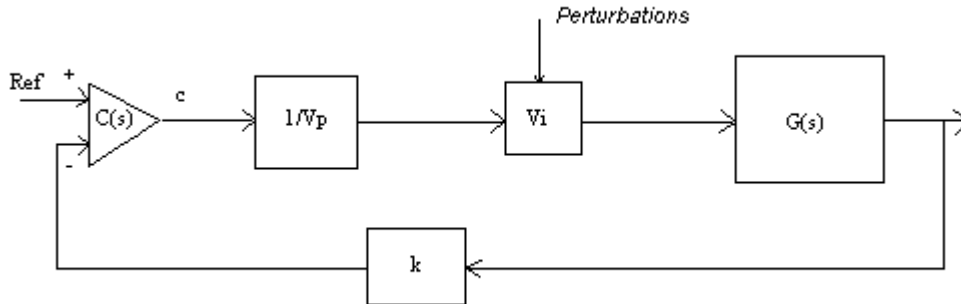 Perturbations
Ref
+
C(s)
c
1/Vp
Vi
G(s)
-
k